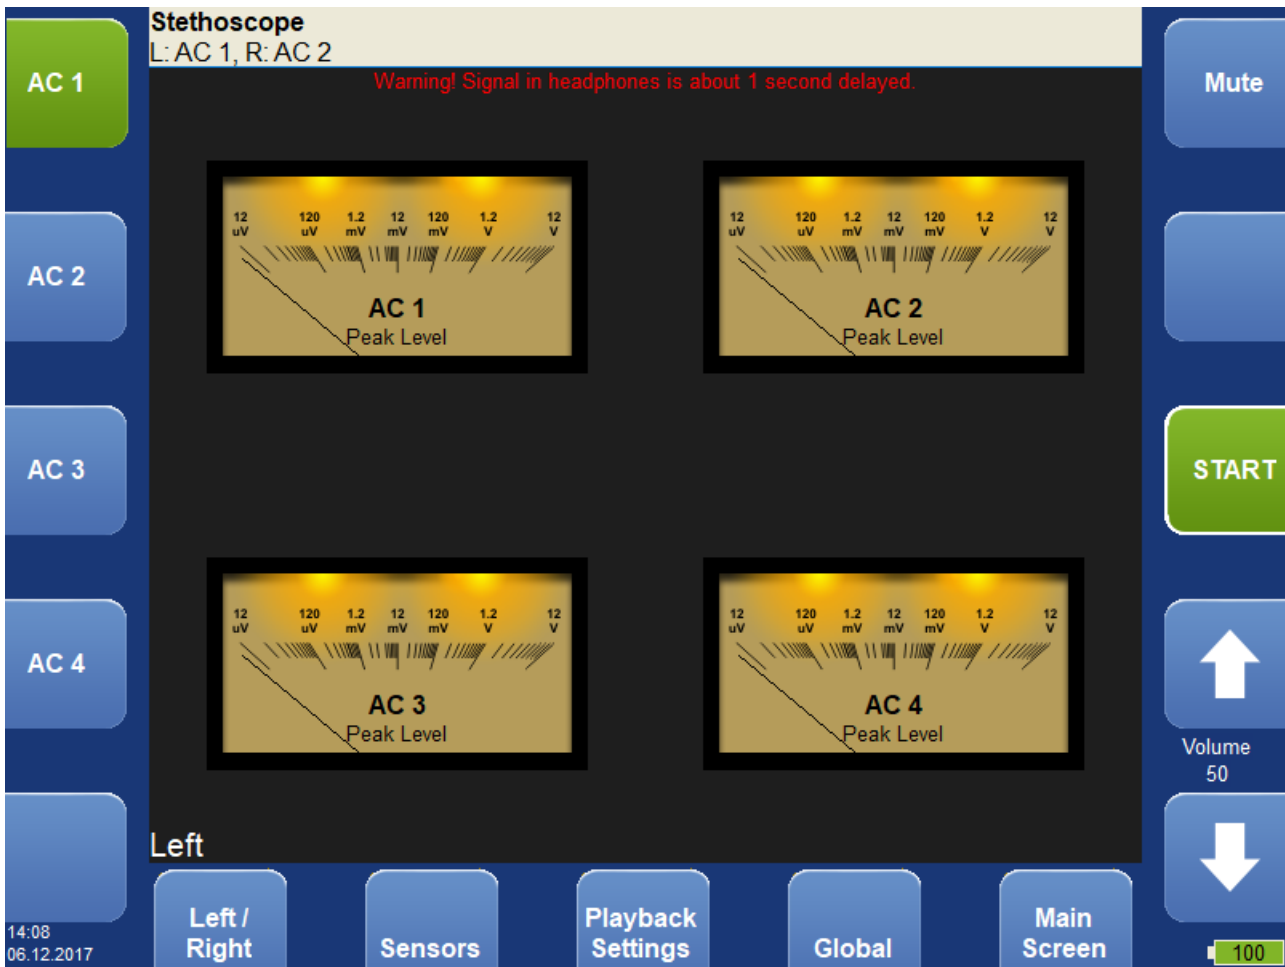 Stethoscope
L: AC 1, R: AC 2
Warning! Signal in headphones is about 1 second delayed.
AC 1
Mute
12 120 1.2 12 120 1.2 12
uV uV mV mV mV V V
AC 1
Peak Level
12 120 1.2 12 120 1.2 12
uV uV mV mV mV V V
AC 2
Peak Level
AC 2
AC 3
START
12 120 1.2 12 120 1.2 12
uV uV mV mV mV V V
AC 3
Peak Level
12 120 1.2 12 120 1.2 12
uV uV mV mV mV V V
AC 4
Peak Level
AC 4
Volume
50
Left
14:08
06.12.2017
Left /
Right
Sensors
Playback
Settings
Global
Main
Screen
100